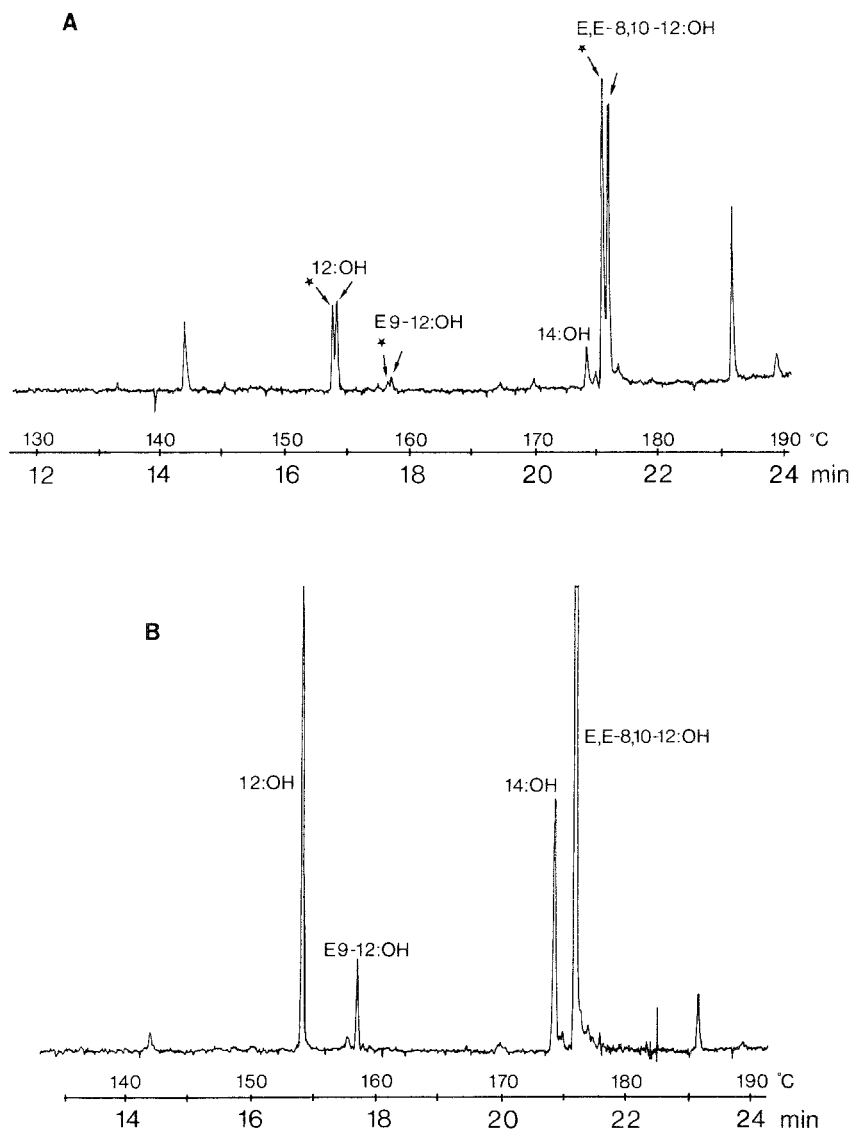 A
E,E-8,10-12:OH
12:OH
E9-12:OH
14:OH
130 140 150 160 170 180 190 °C
12 14 16 18 20 22 24 min
B
E,E-8,10-12:OH
12:OH
14:OH
E9-12:OH
140 150 160 170 180 190 °C
14 16 18 20 22 24 min